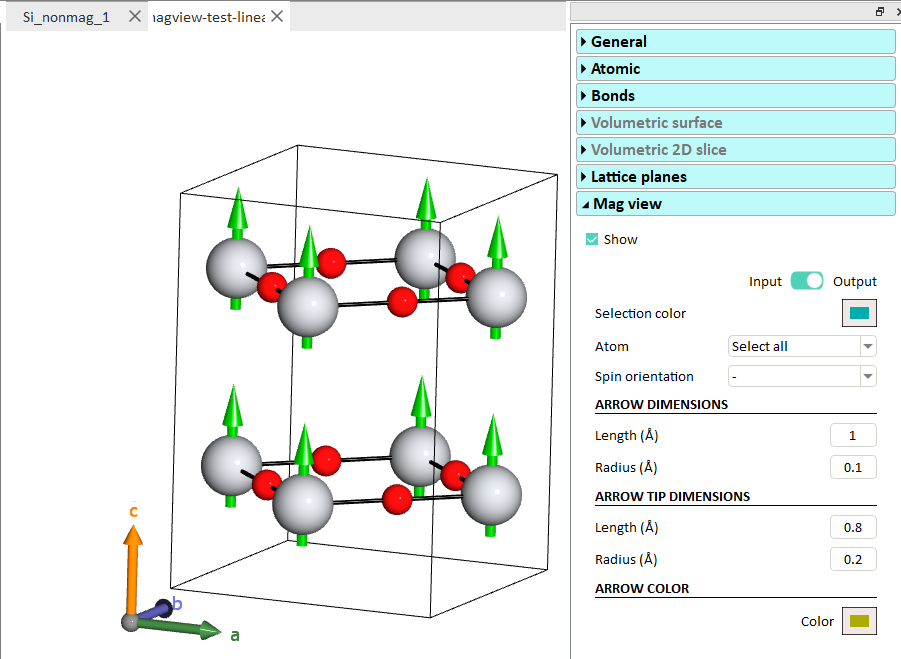 Si_nonmag_1
magview-test-linea
General
Atomic
Bonds
Volumetric surface
Volumetric 2D slice
Lattice planes
Mag view
Show
Input Output
Selection color
Atom Select all
Spin orientation -
ARROW DIMENSIONS
Length (Å) 1
Radius (Å) 0.1
ARROW TIP DIMENSIONS
Length (Å) 0.8
Radius (Å) 0.2
ARROW COLOR
Color
c
b
a